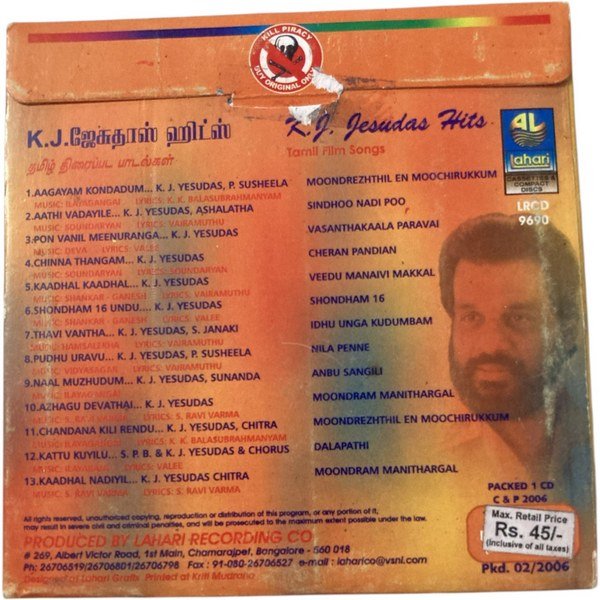 KILL PIRACY
BUY ORIGINAL ONLY
K.J.ஜேசுதாஸ் ஹிட்ஸ்
தமிழ் திரைப்பட பாடல்கள்
K.J. Jesudas Hits
Tamil Film Songs
lahari
CASSETTES &
COMPACT
DISCS
LRCD
9690
1.AAGAYAM KONDADUM... K. J. YESUDAS, P. SUSHEELA MOONDREZHTHIL EN MOOCHIRUKKUM
MUSIC: ILAYAGANGAI LYRICS: K. K. BALASUBRAHMANYAM
2.AATHI VADAYILE... K. J. YESUDAS, ASHALATHA SINDHOO NADI POO
MUSIC: SOUNDARYAN LYRICS: VAIRAMUTHU
3.PON VANIL MEENURANGA... K. J. YESUDAS VASANTHAKAALA PARAVAI
MUSIC: DEVA LYRICS: VALEE
4.CHINNA THANGAM... K. J. YESUDAS CHERAN PANDIAN
MUSIC: SOUNDARYAN LYRICS: SOUNDARYAN
5.KAADHAL KAADHAL... K. J. YESUDAS VEEDU MANAIVI MAKKAL
MUSIC: SHANKAR - GANESH LYRICS: VAIRAMUTHU
6.SHONDHAM 16 UNDU.... K. J. YESUDAS SHONDHAM 16
MUSIC: SHANKAR - GANESH LYRICS: VALEE
7.THAVI VANTHA... K. J. YESUDAS, S. JANAKI IDHU UNGA KUDUMBAM
MUSIC: HAMSALEKHA LYRICS: VAIRAMUTHU
8.PUDHU URAVU... K. J. YESUDAS, P. SUSHEELA NILA PENNE
MUSIC: VIDYASAGAR LYRICS: VAIRAMUTHU
9.NAAL MUZHUDUM... K. J. YESUDAS, SUNANDA ANBU SANGILI
MUSIC:
10.AZHAGU DEVATHAI... K. J. YESUDAS MOONDRAM MANITHARGAL
MUSIC: S. RAVI LYRICS: S. RAVI VARMA
11.CHANDANA KILI RENDU... K. J. YESUDAS, CHITRA MOONDREZHTHIL EN MOOCHIRUKKUM
MUSIC: ILAYAGANGAI LYRICS: K. K. BALASUBRAHMANYAM
12.KATTU KUYILU... S. P. B. & K. J. YESUDAS & CHORUS DALAPATHI
MUSIC: LYRICS: VALEE
13.KAADHAL NADIYIL... K. J. YESUDAS CHITRA MOONDRAM MANITHARGAL
MUSIC: S. RAVI VARMA LYRICS: S. RAVI VARMA
PACKED 1 CD
C & P 2006
All rights reserved, unauthorised copying, reproduction or distribution of this program, or any portion of it,
may result in severe civil and criminal penalties, and will be prosecuted to the maximum extent possible under the law.
PRODUCED BY LAHARI RECORDING CO
# 269, Albert Victor Road, 1st Main, Chamarajpet, Bangalore - 560 018
Ph: 26706519/26706801/26706798 Fax : 91-080-26706527 e-mail : laharico@vsnl.com
Designed at Lahari Grafix Printed at Kriti Mudrana
Max. Retail Price
Rs. 45/-
(Inclusive of all taxes)
Pkd. 02/2006